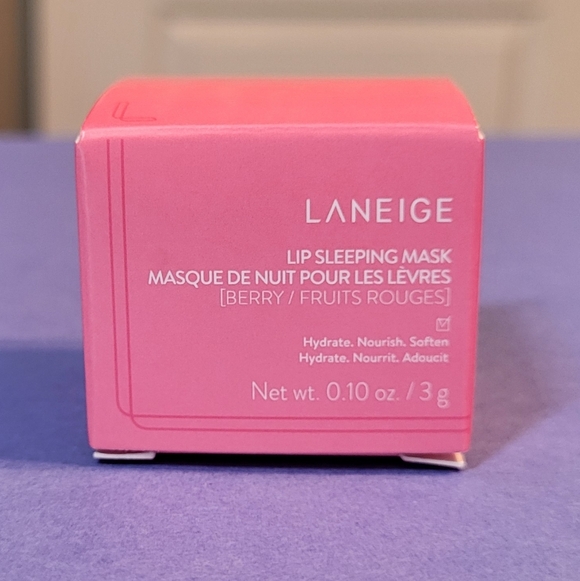 LANEIGE
LIP SLEEPING MASK
MASQUE DE NUIT POUR LES LÈVRES
[BERRY / FRUITS ROUGES]
Hydrate. Nourish. Soften
Hydrate. Nourrit. Adoucit
Net wt. 0.10 oz. / 3 g